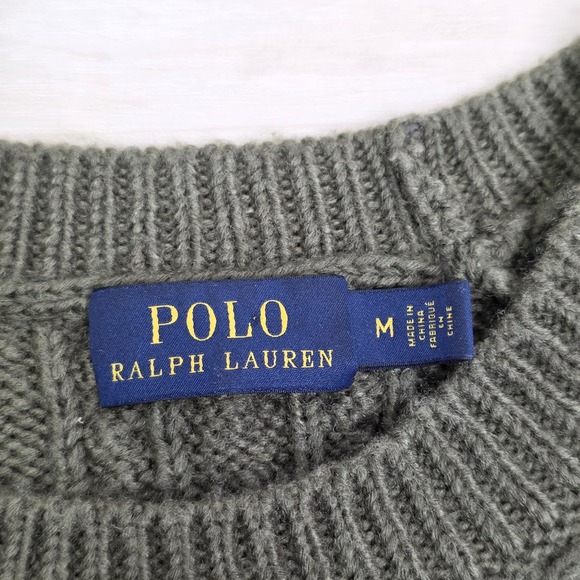 POLO
RALPH LAUREN
M
MADE IN
CHINA
FABRIQUÉ
EN
CHINE